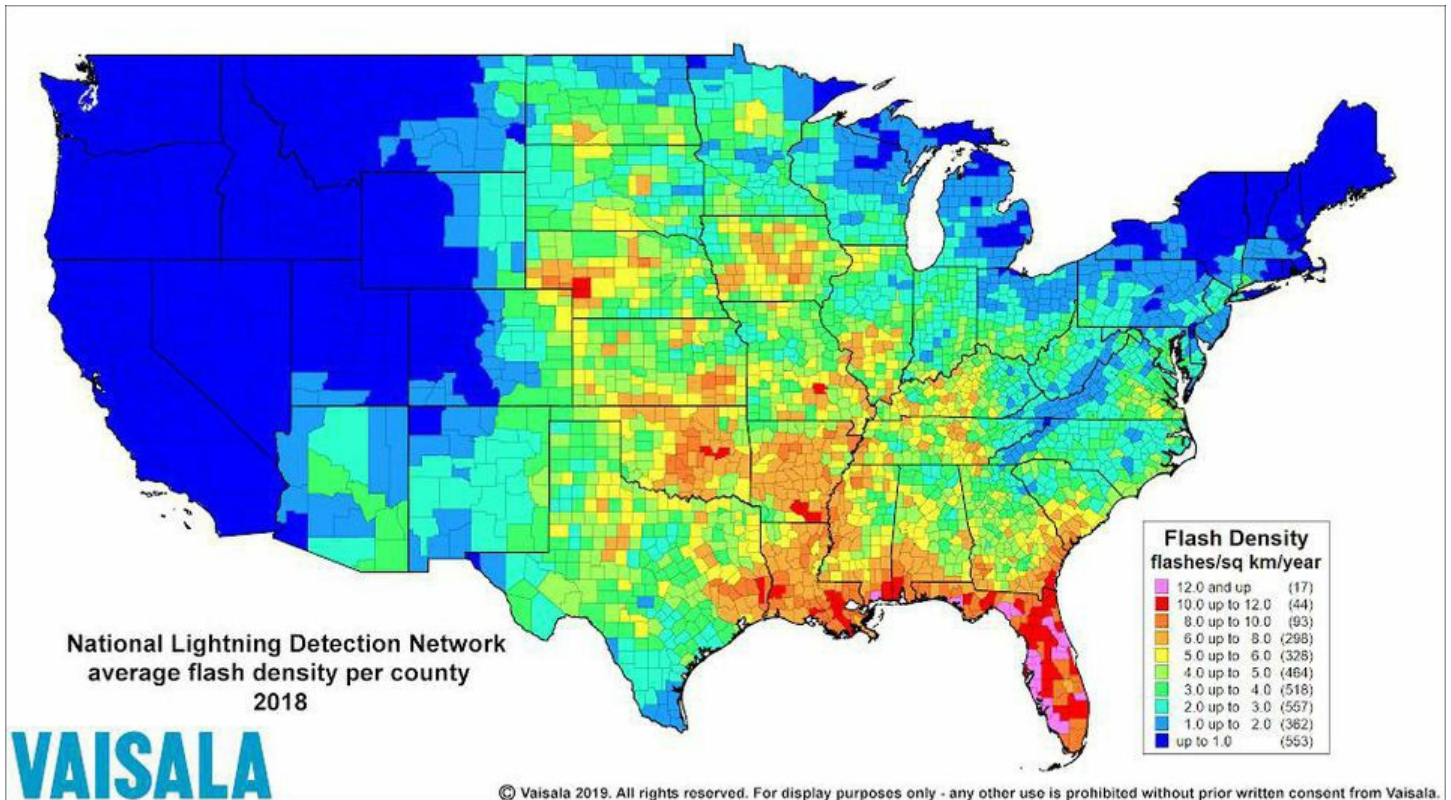 Flash Density
flashes/sq km/year
12.0 and up (17)
10.0 up to 12.0 (44)
8.0 up to 10.0 (93)
6.0 up to 8.0 (298)
5.0 up to 6.0 (326)
4.0 up to 5.0 (464)
3.0 up to 4.0 (518)
2.0 up to 3.0 (557)
1.0 up to 2.0 (362)
up to 1.0 (553)
National Lightning Detection Network
average flash density per county
2018
VAISALA
© Vaisala 2019. All rights reserved. For display purposes only - any other use is prohibited without prior written consent from Vaisala.